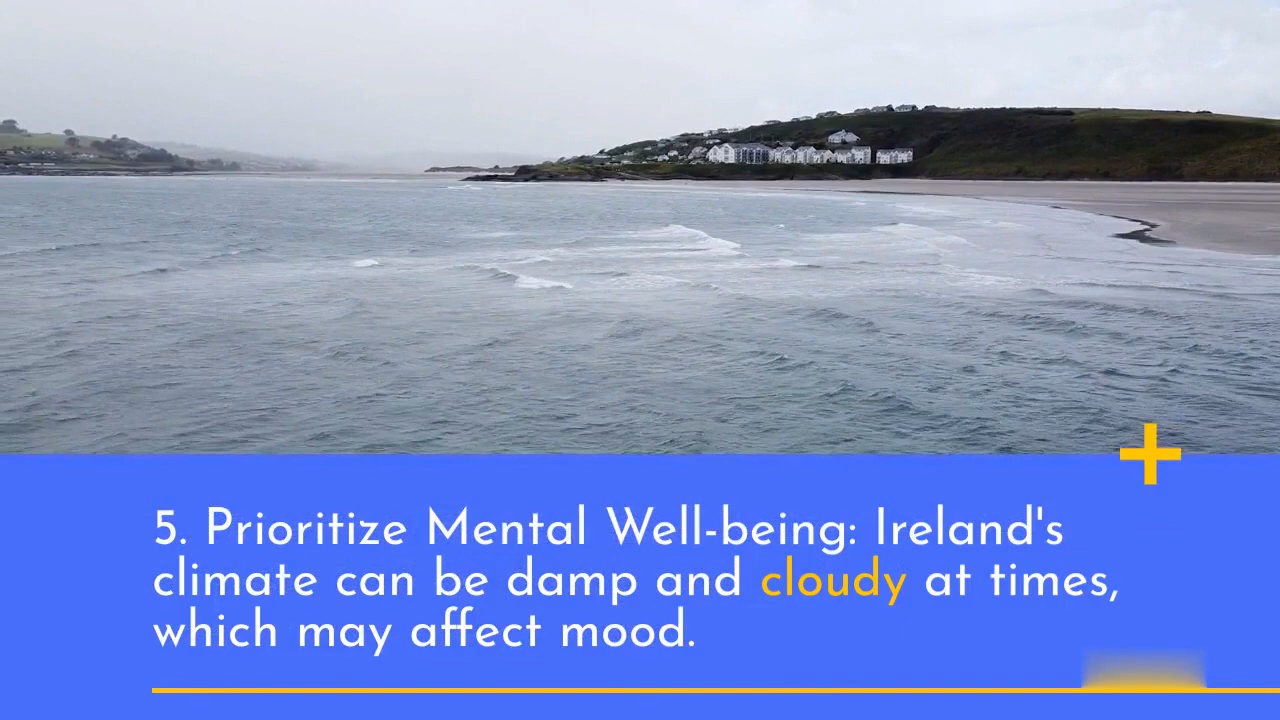 5. Prioritize Mental Well-being: Ireland's
climate can be damp and cloudy at times,
which may affect mood.